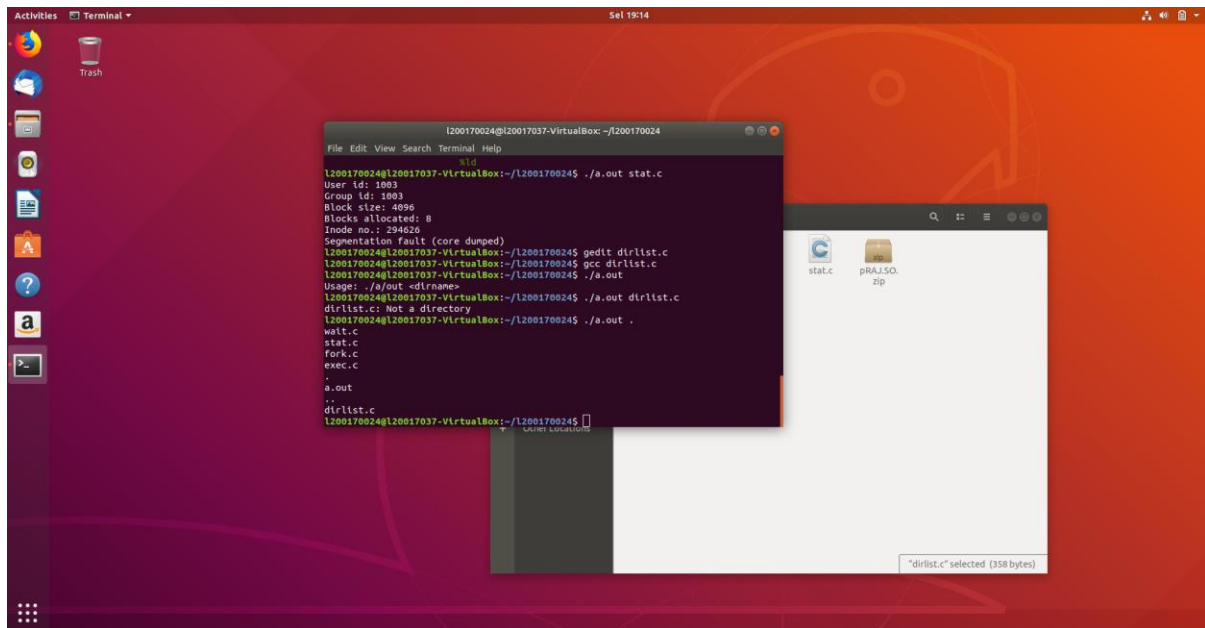 Activities Terminal Sel 19:14
Trash
l200170024@l20017037-VirtualBox: ~/l200170024
File Edit View Search Terminal Help
%ld
l200170024@l20017037-VirtualBox:~/l200170024$ ./a.out stat.c
User id: 1003
Group id: 1003
Block size: 4096
Blocks allocated: 8
Inode no.: 294626
Segmentation fault (core dumped)
l200170024@l20017037-VirtualBox:~/l200170024$ gedit dirlist.c
l200170024@l20017037-VirtualBox:~/l200170024$ gcc dirlist.c
l200170024@l20017037-VirtualBox:~/l200170024$ ./a.out
Usage: ./a/out <dirname>
l200170024@l20017037-VirtualBox:~/l200170024$ ./a.out dirlist.c
dirlist.c: Not a directory
l200170024@l20017037-VirtualBox:~/l200170024$ ./a.out .
wait.c
stat.c
fork.c
exec.c
.
a.out
..
dirlist.c
l200170024@l20017037-VirtualBox:~/l200170024$
stat.c
zip
pRAJ.SO.
zip
+ Other Locations
"dirlist.c" selected (358 bytes)